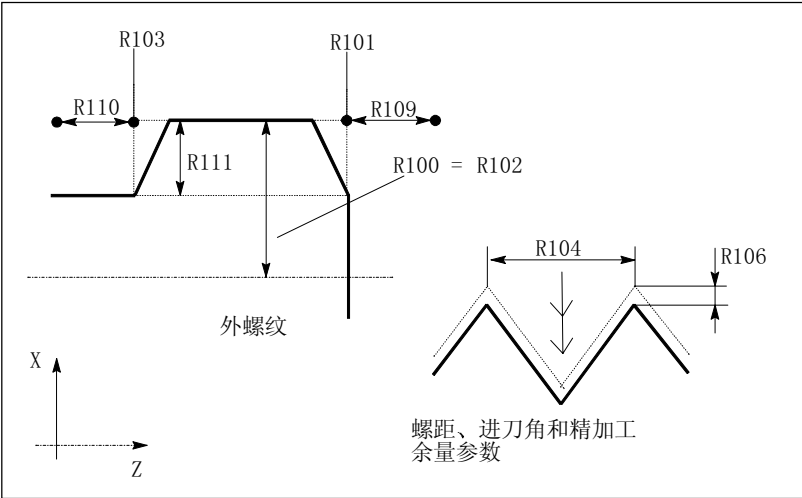 R103
R101
R110
R109
R111
R100 = R102
R104
R106
外螺纹
X
Z
螺距、进刀角和精加工
余量参数